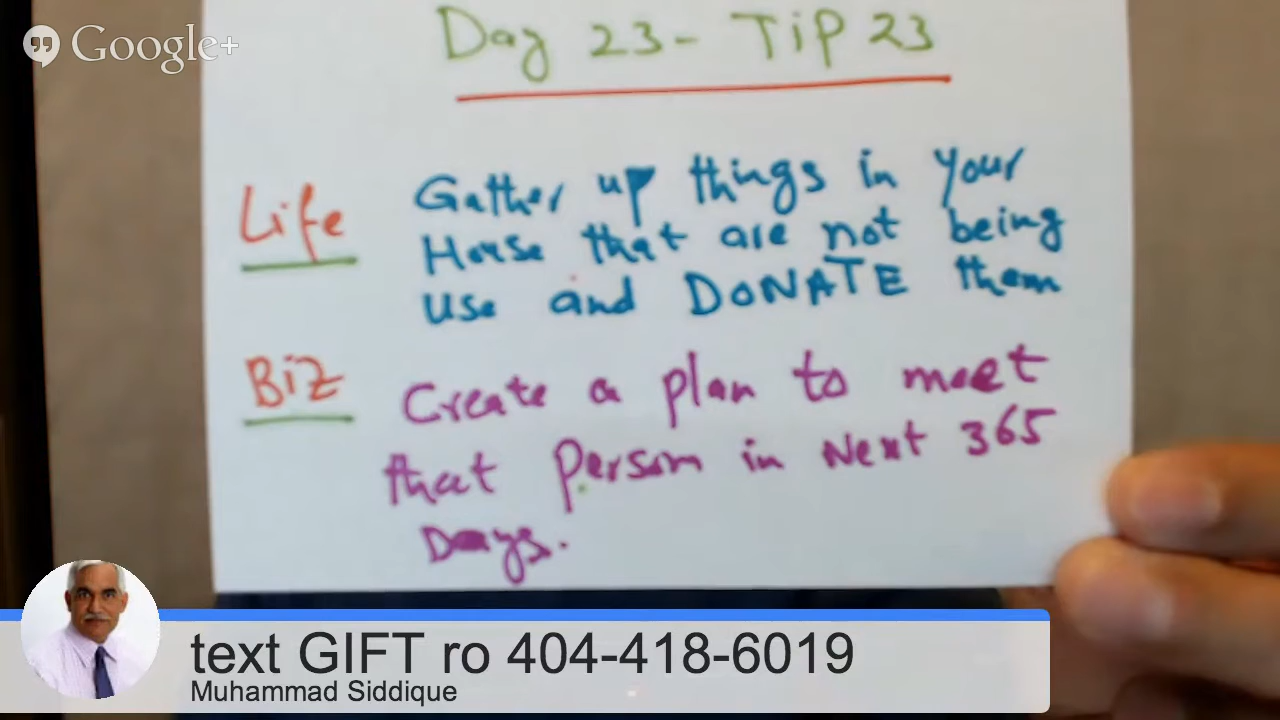 Google+
Day 23- Tip 23
Life
Gather up things in your
House that are not being
use and DONATE them
Biz
Create a plan to meet
that person in Next 365
Days.
text GIFT ro 404-418-6019
Muhammad Siddique